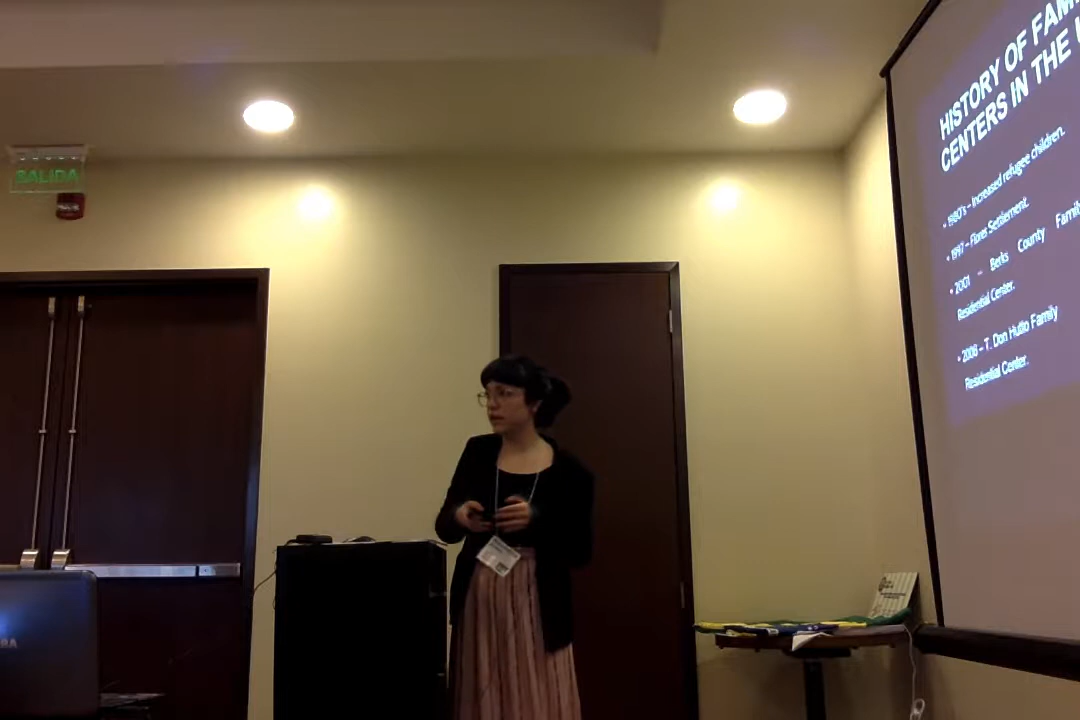 SALIDA
HISTORY OF FAMI
CENTERS IN THE U
• 1980's – Increased refugee children.
• 1997 – Flores Settlement.
• 2001 – Berks County Family
Residential Center.
• 2006 – T. Don Hutto Family
Residential Center.